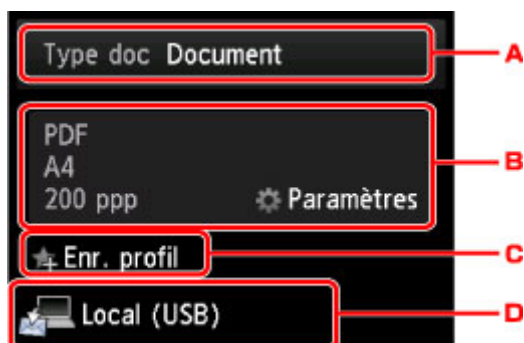 Type doc Document
A
PDF
A4
200 ppp Paramètres
B
Enr. profil
C
Local (USB)
D